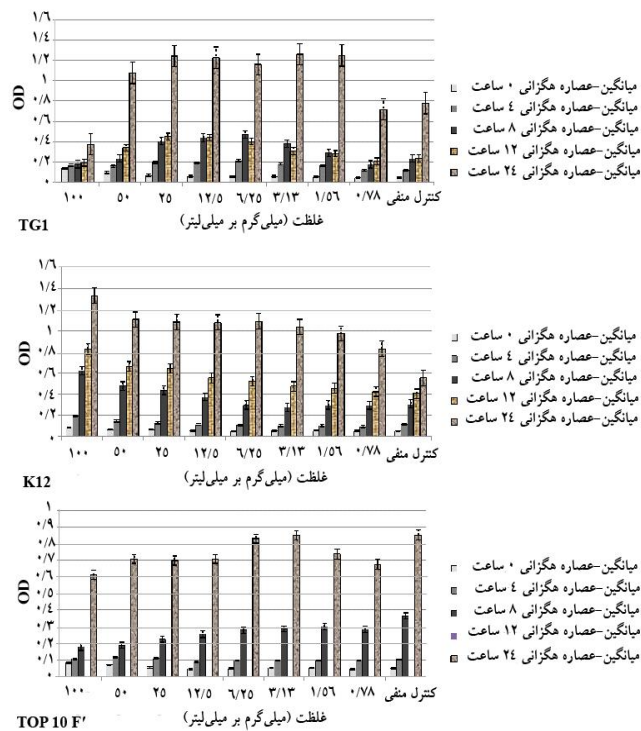 ۱/۶
۱/۴
۱/۲
۱
۰/۸
۰/۶
۰/۴
۰/۲
۰
OD
۱۰۰ ۵۰ ۲۵ ۱۲/۵ ۶/۲۵ ۳/۱۳ ۱/۵۶ ۰/۷۸ کنترل منفی
غلظت (میلی‌گرم بر میلی‌لیتر)
TG1
میانگین-عصاره هگزانی ۰ ساعت
میانگین-عصاره هگزانی ۴ ساعت
میانگین-عصاره هگزانی ۸ ساعت
میانگین-عصاره هگزانی ۱۲ ساعت
میانگین-عصاره هگزانی ۲۴ ساعت
۱/۶
۱/۴
۱/۲
۱
۰/۸
۰/۶
۰/۴
۰/۲
۰
OD
۱۰۰ ۵۰ ۲۵ ۱۲/۵ ۶/۲۵ ۳/۱۳ ۱/۵۶ ۰/۷۸ کنترل منفی
غلظت (میلی‌گرم بر میلی‌لیتر)
K12
میانگین-عصاره هگزانی ۰ ساعت
میانگین-عصاره هگزانی ۴ ساعت
میانگین-عصاره هگزانی ۸ ساعت
میانگین-عصاره هگزانی ۱۲ ساعت
میانگین-عصاره هگزانی ۲۴ ساعت
۱
۰/۹
۰/۸
۰/۷
۰/۶
۰/۵
۰/۴
۰/۳
۰/۲
۰/۱
۰
OD
۱۰۰ ۵۰ ۲۵ ۱۲/۵ ۶/۲۵ ۳/۱۳ ۱/۵۶ ۰/۷۸ کنترل منفی
غلظت (میلی‌گرم بر میلی‌لیتر)
TOP 10 F'
میانگین-عصاره هگزانی ۰ ساعت
میانگین-عصاره هگزانی ۴ ساعت
میانگین-عصاره هگزانی ۸ ساعت
میانگین-عصاره هگزانی ۱۲ ساعت
میانگین-عصاره هگزانی ۲۴ ساعت